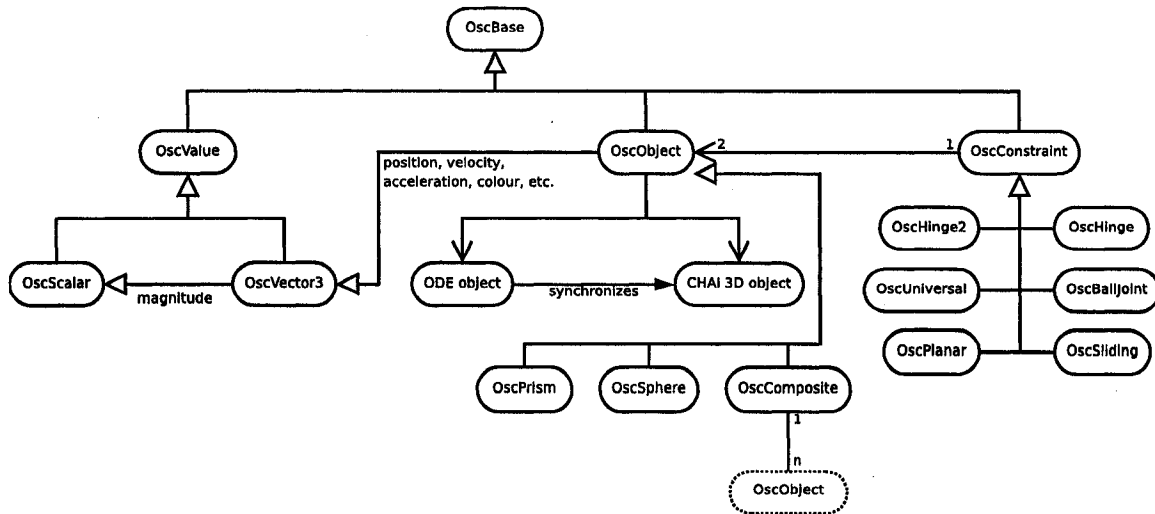 OscBase
OscValue
OscObject
2
1
OscConstraint
position, velocity,
acceleration, colour, etc.
OscHinge2
OscHinge
OscScalar
magnitude
OscVector3
ODE object
synchronizes
CHAI 3D object
OscUniversal
OscBallJoint
OscPlanar
OscSliding
OscPrism
OscSphere
OscComposite
1
n
OscObject